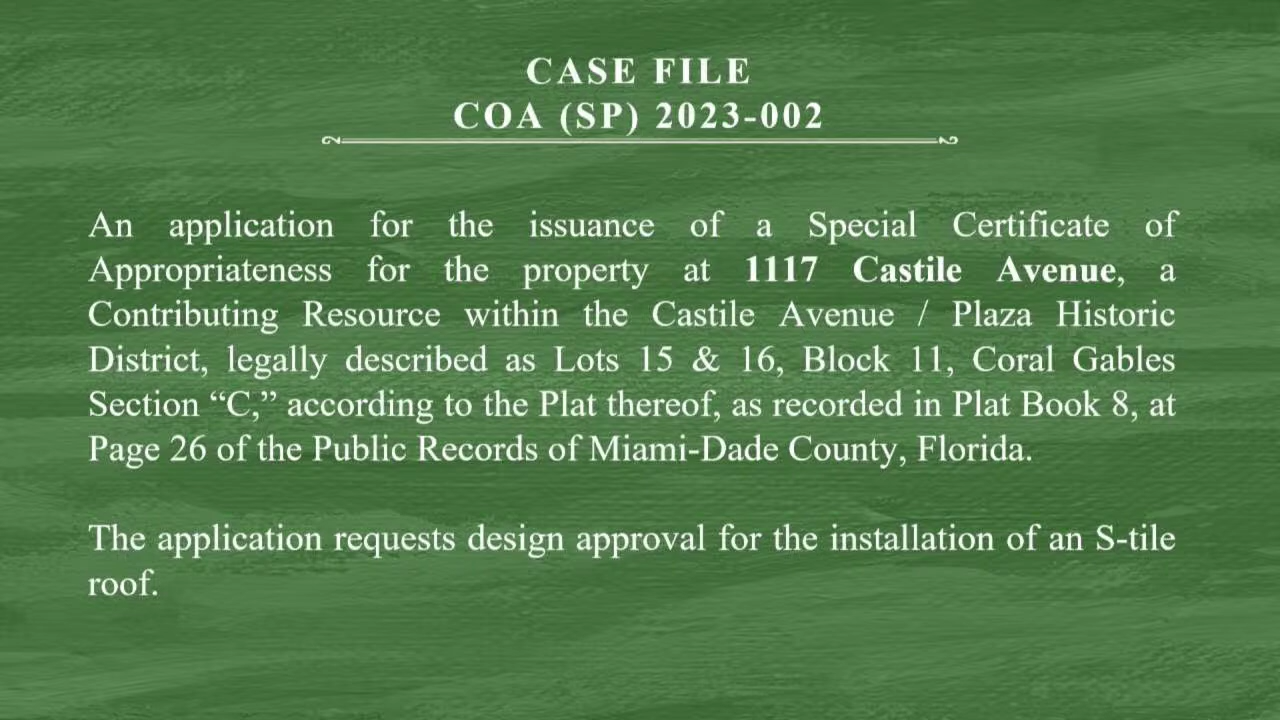 CASE FILE
COA (SP) 2023-002
An application for the issuance of a Special Certificate of
Appropriateness for the property at 1117 Castile Avenue, a
Contributing Resource within the Castile Avenue / Plaza Historic
District, legally described as Lots 15 & 16, Block 11, Coral Gables
Section “C,” according to the Plat thereof, as recorded in Plat Book 8, at
Page 26 of the Public Records of Miami-Dade County, Florida.
The application requests design approval for the installation of an S-tile
roof.